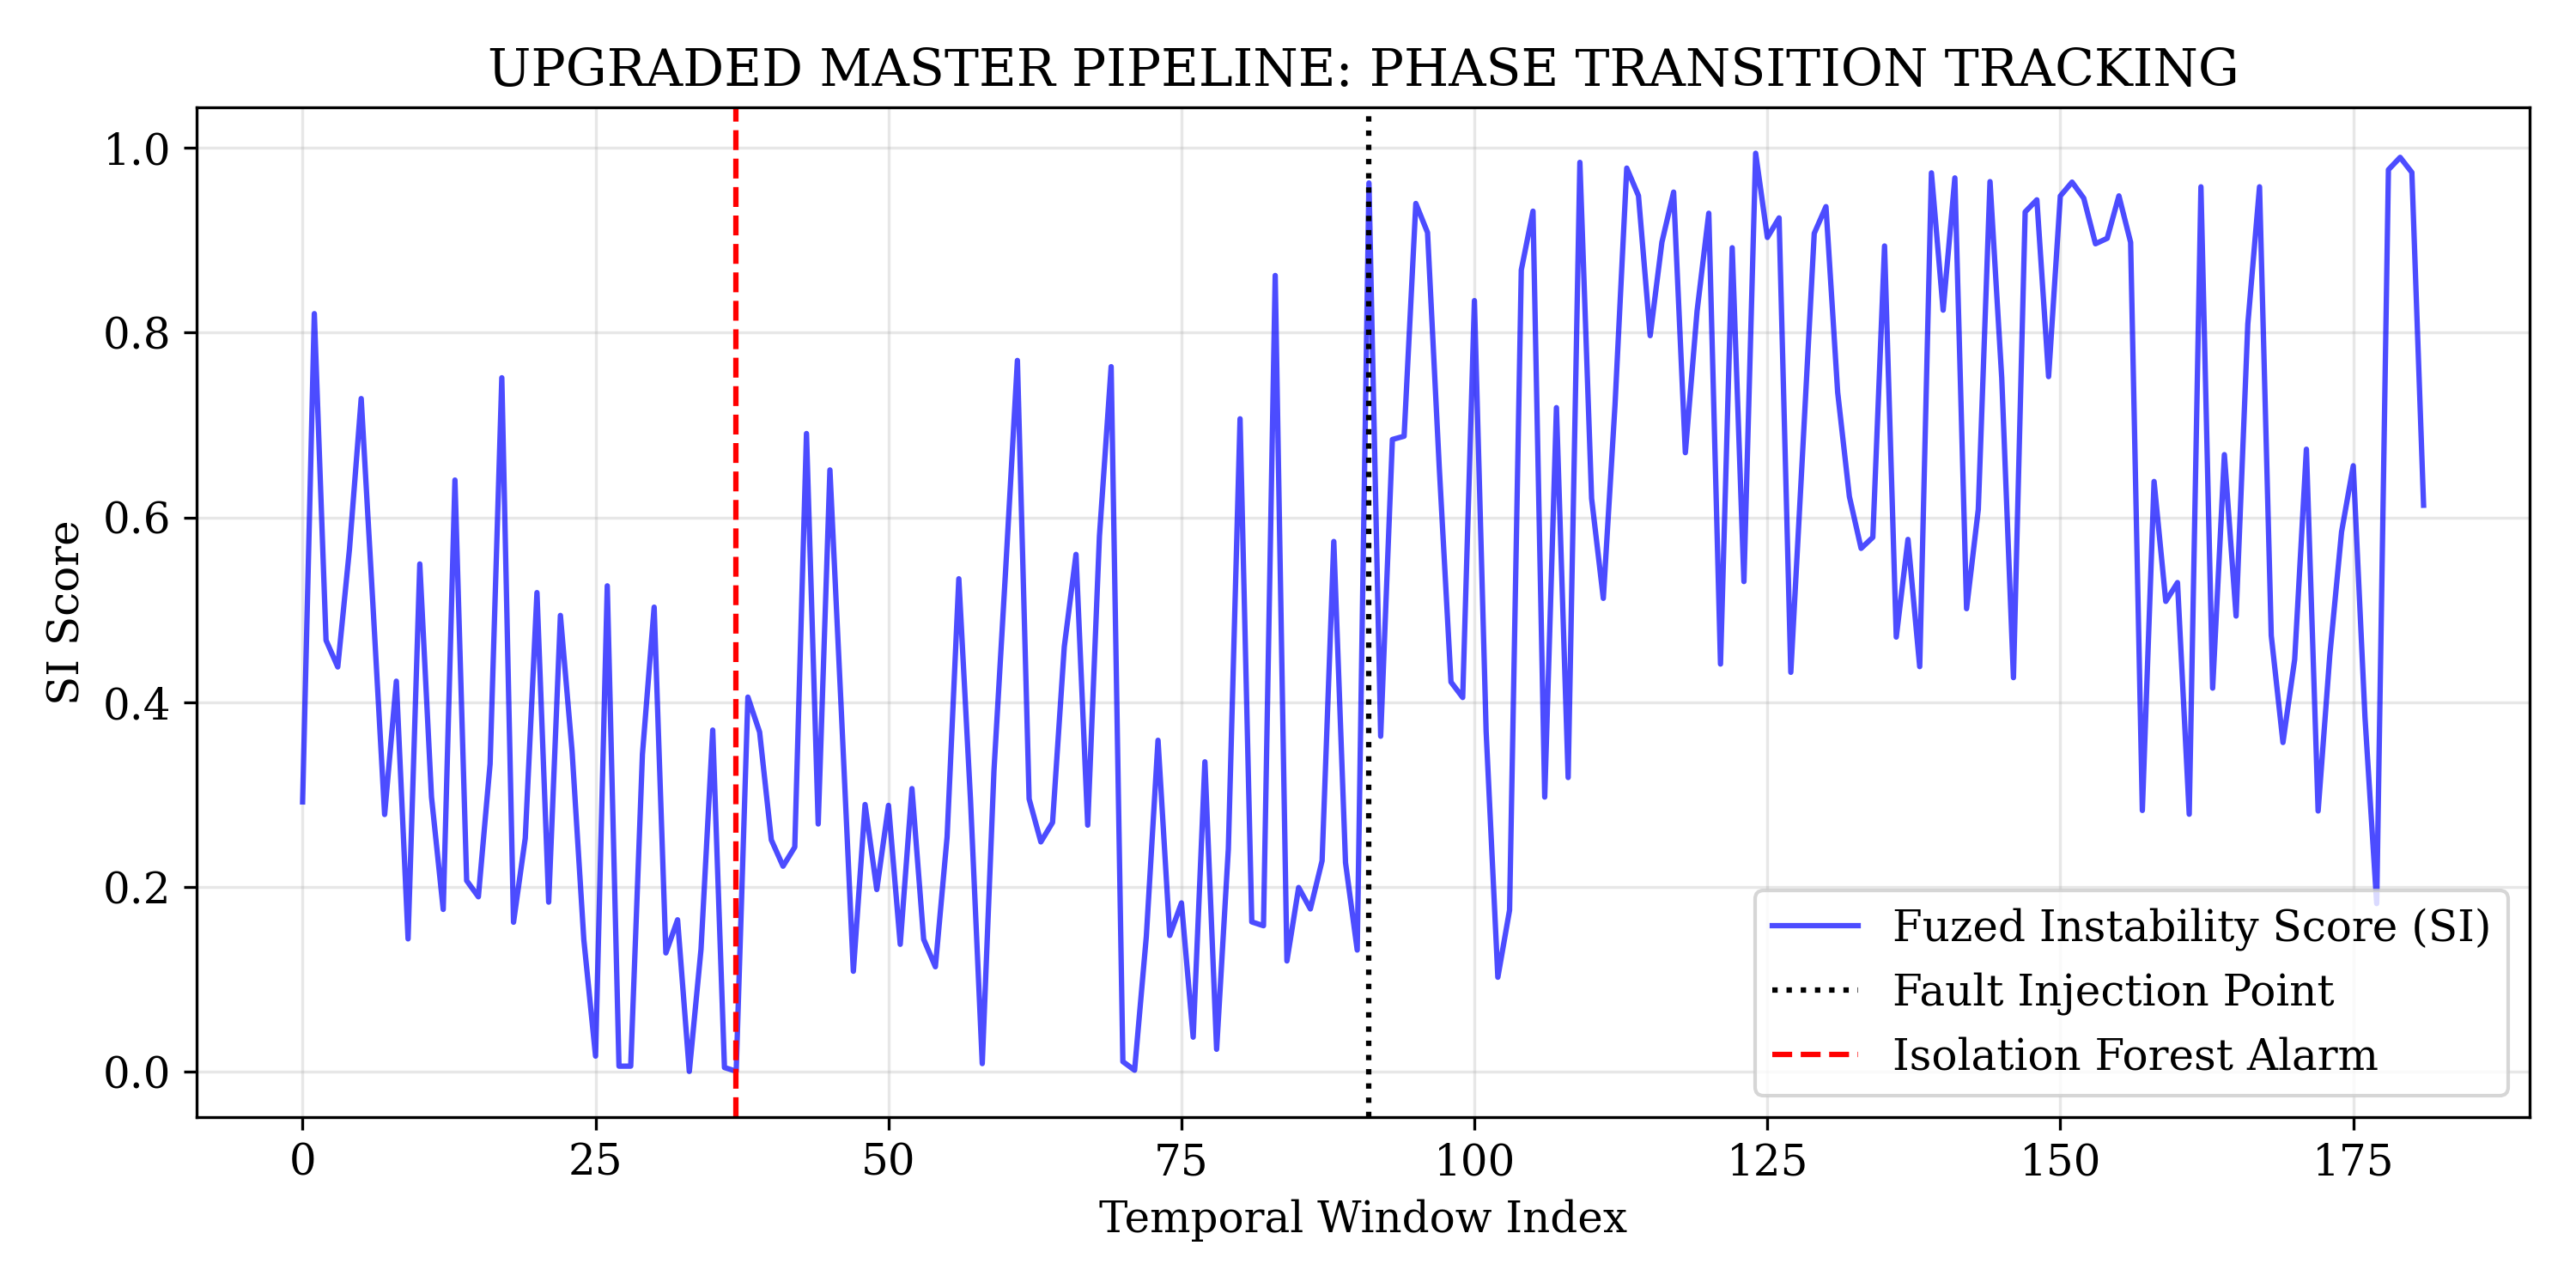 UPGRADED MASTER PIPELINE: PHASE TRANSITION TRACKING
1.0
0.8
0.6
0.4
0.2
0.0
SI Score
Fuzed Instability Score (SI)
Fault Injection Point
Isolation Forest Alarm
0 25 50 75 100 125 150 175
Temporal Window Index